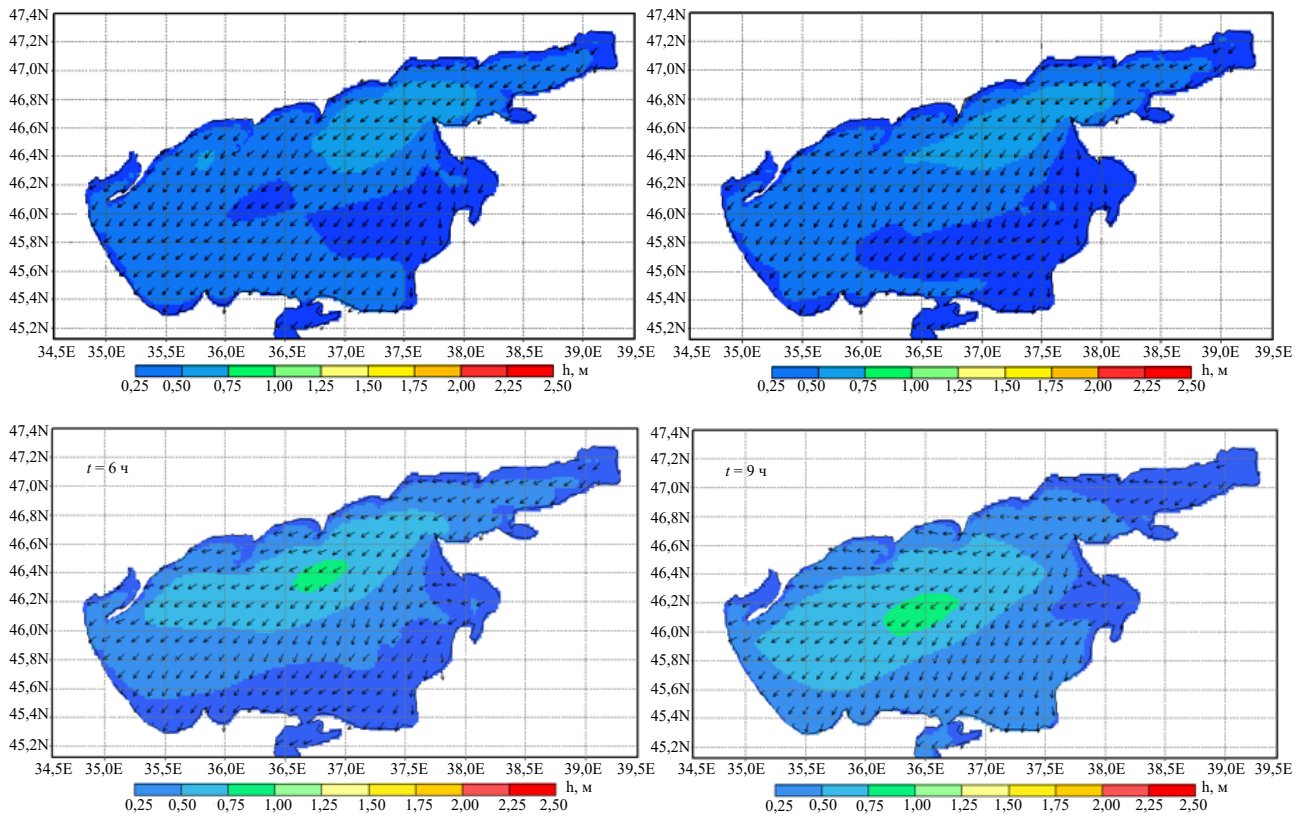 47,4N
47,2N
47,0N
46,8N
46,6N
46,4N
46,2N
46,0N
45,8N
45,6N
45,4N
45,2N
34,5E 35,0E 35,5E 36,0E 36,5E 37,0E 37,5E 38,0E 38,5E 39,0E 39,5E
h, м
0,25 0,50 0,75 1,00 1,25 1,50 1,75 2,00 2,25 2,50
47,4N
47,2N
47,0N
46,8N
46,6N
46,4N
46,2N
46,0N
45,8N
45,6N
45,4N
45,2N
34,5E 35,0E 35,5E 36,0E 36,5E 37,0E 37,5E 38,0E 38,5E 39,0E 39,5E
h, м
0,25 0,50 0,75 1,00 1,25 1,50 1,75 2,00 2,25 2,50
47,4N
47,2N
47,0N
46,8N
46,6N
46,4N
46,2N
46,0N
45,8N
45,6N
45,4N
45,2N
t = 6 ч
34,5E 35,0E 35,5E 36,0E 36,5E 37,0E 37,5E 38,0E 38,5E 39,0E 39,5E
h, м
0,25 0,50 0,75 1,00 1,25 1,50 1,75 2,00 2,25 2,50
47,4N
47,2N
47,0N
46,8N
46,6N
46,4N
46,2N
46,0N
45,8N
45,6N
45,4N
45,2N
t = 9 ч
34,5E 35,0E 35,5E 36,0E 36,5E 37,0E 37,5E 38,0E 38,5E 39,0E 39,5E
h, м
0,25 0,50 0,75 1,00 1,25 1,50 1,75 2,00 2,25 2,50